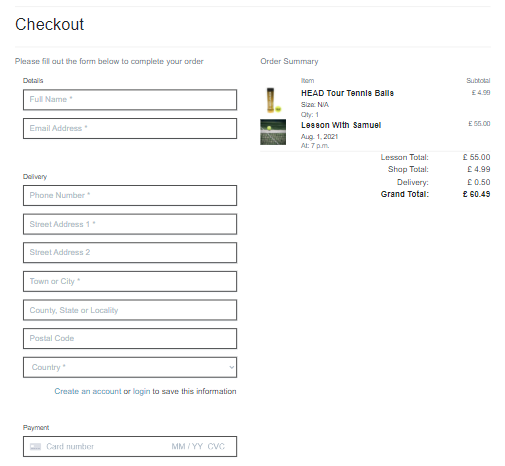 Checkout
Please fill out the form below to complete your order
Details
Full Name *
Email Address *
Delivery
Phone Number *
Street Address 1 *
Street Address 2
Town or City *
County, State or Locality
Postal Code
Country *
Create an account or login to save this information
Payment
Card number MM / YY CVC
Order Summary
Item Subtotal
HEAD Tour Tennis Balls £ 4.99
Size: N/A
Qty: 1
Lesson With Samuel £ 55.00
Aug. 1, 2021
At: 7 p.m.
Lesson Total: £ 55.00
Shop Total: £ 4.99
Delivery: £ 0.50
Grand Total: £ 60.49